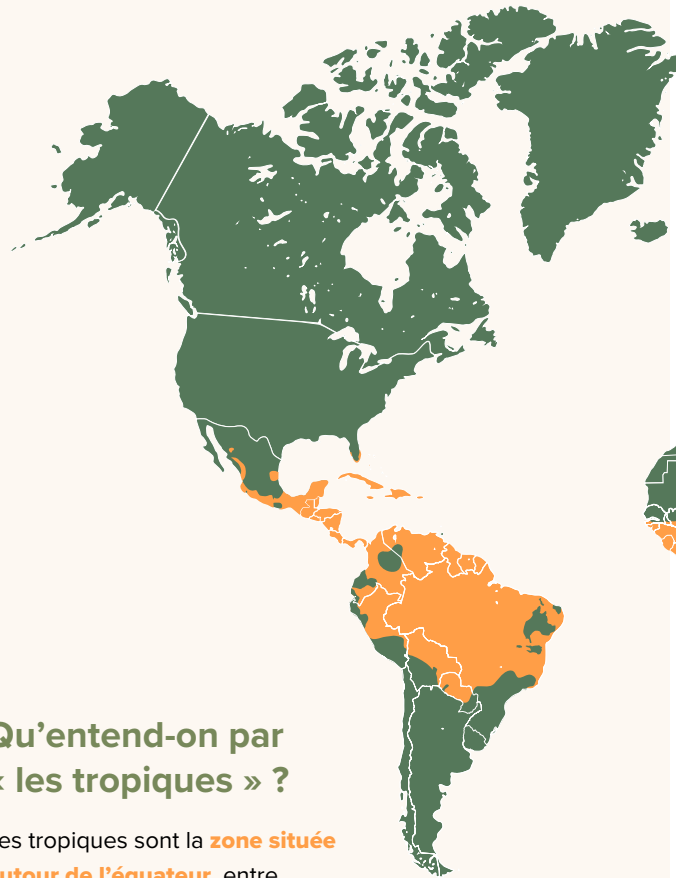 Qu’entend-on par
« les tropiques » ?
es tropiques sont la zone située
utour de l’équateur, entre